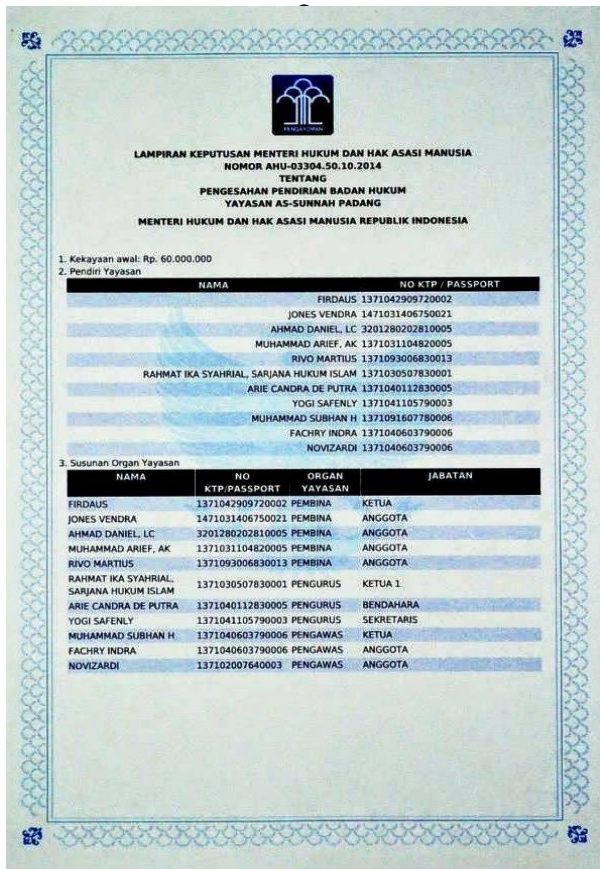 PENGAYOMAN
LAMPIRAN KEPUTUSAN MENTERI HUKUM DAN HAK ASASI MANUSIA
NOMOR AHU-03304.50.10.2014
TENTANG
PENGESAHAN PENDIRIAN BADAN HUKUM
YAYASAN AS-SUNNAH PADANG
MENTERI HUKUM DAN HAK ASASI MANUSIA REPUBLIK INDONESIA
1. Kekayaan awal: Rp. 60.000.000
2. Pendiri Yayasan
NAMA NO KTP / PASSPORT
FIRDAUS 1371042909720002
JONES VENDRA 1471031406750021
AHMAD DANIEL, LC 3201280202810005
MUHAMMAD ARIEF, AK 1371031104820005
RIVO MARTIUS 1371093006830013
RAHMAT IKA SYAHRIAL, SARJANA HUKUM ISLAM 1371030507830001
ARIE CANDRA DE PUTRA 1371040112830005
YOGI SAFENLY 1371041105790003
MUHAMMAD SUBHAN H 1371091607780006
FACHRY INDRA 1371040603790006
NOVIZARDI 1371040603790006
3. Susunan Organ Yayasan
NAMA NO KTP/PASSPORT ORGAN YAYASAN JABATAN
FIRDAUS 1371042909720002 PEMBINA KETUA
JONES VENDRA 1471031406750021 PEMBINA ANGGOTA
AHMAD DANIEL, LC 3201280202810005 PEMBINA ANGGOTA
MUHAMMAD ARIEF, AK 1371031104820005 PEMBINA ANGGOTA
RIVO MARTIUS 1371093006830013 PEMBINA ANGGOTA
RAHMAT IKA SYAHRIAL, SARJANA HUKUM ISLAM 1371030507830001 PENGURUS KETUA 1
ARIE CANDRA DE PUTRA 1371040112830005 PENGURUS BENDAHARA
YOGI SAFENLY 1371041105790003 PENGURUS SEKRETARIS
MUHAMMAD SUBHAN H 1371040603790006 PENGAWAS KETUA
FACHRY INDRA 1371040603790006 PENGAWAS ANGGOTA
NOVIZARDI 137102007640003 PENGAWAS ANGGOTA